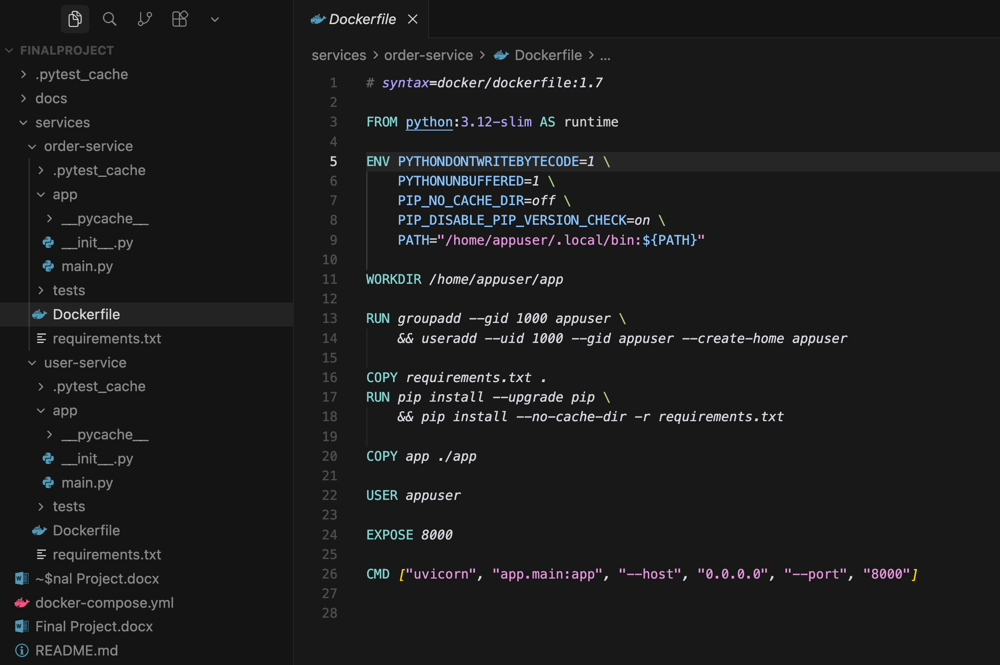 FINALPROJECT
.pytest_cache
docs
services
order-service
.pytest_cache
app
__pycache__
__init__.py
main.py
tests
Dockerfile
requirements.txt
user-service
.pytest_cache
app
__pycache__
__init__.py
main.py
tests
Dockerfile
requirements.txt
~$nal Project.docx
docker-compose.yml
Final Project.docx
README.md
Dockerfile
services > order-service > Dockerfile > ...
1 # syntax=docker/dockerfile:1.7
2
3 FROM python:3.12-slim AS runtime
4
5 ENV PYTHONDONTWRITEBYTECODE=1 \
6     PYTHONUNBUFFERED=1 \
7     PIP_NO_CACHE_DIR=off \
8     PIP_DISABLE_PIP_VERSION_CHECK=on \
9     PATH="/home/appuser/.local/bin:${PATH}"
10
11 WORKDIR /home/appuser/app
12
13 RUN groupadd --gid 1000 appuser \
14     && useradd --uid 1000 --gid appuser --create-home appuser
15
16 COPY requirements.txt .
17 RUN pip install --upgrade pip \
18     && pip install --no-cache-dir -r requirements.txt
19
20 COPY app ./app
21
22 USER appuser
23
24 EXPOSE 8000
25
26 CMD ["uvicorn", "app.main:app", "--host", "0.0.0.0", "--port", "8000"]
27
28